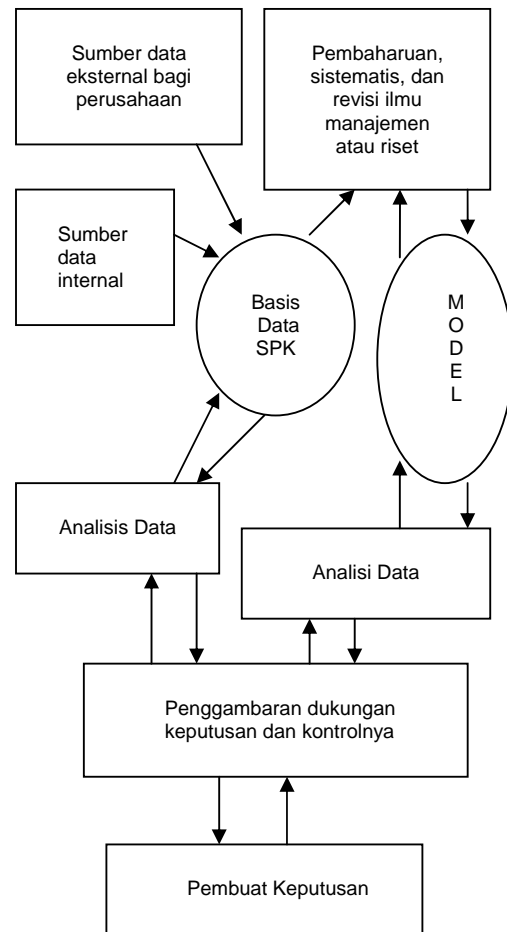 Sumber data
eksternal bagi
perusahaan
Pembaharuan,
sistematis, dan
revisi ilmu
manajemen
atau riset
Sumber
data
internal
Basis
Data
SPK
M
O
D
E
L
Analisis Data
Analisi Data
Penggambaran dukungan
keputusan dan kontrolnya
Pembuat Keputusan